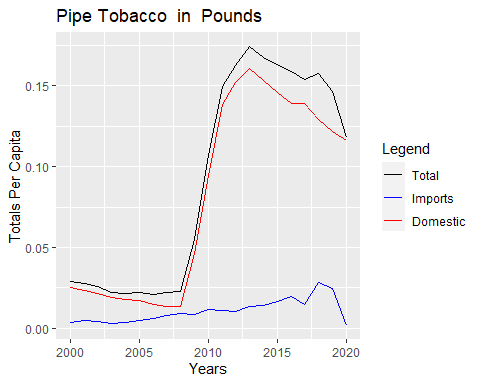 Pipe Tobacco  in  Pounds
Totals Per Capita
0.15
0.10
0.05
0.00
2000
2005
2010
2015
2020
Years
Legend
Total
Imports
Domestic